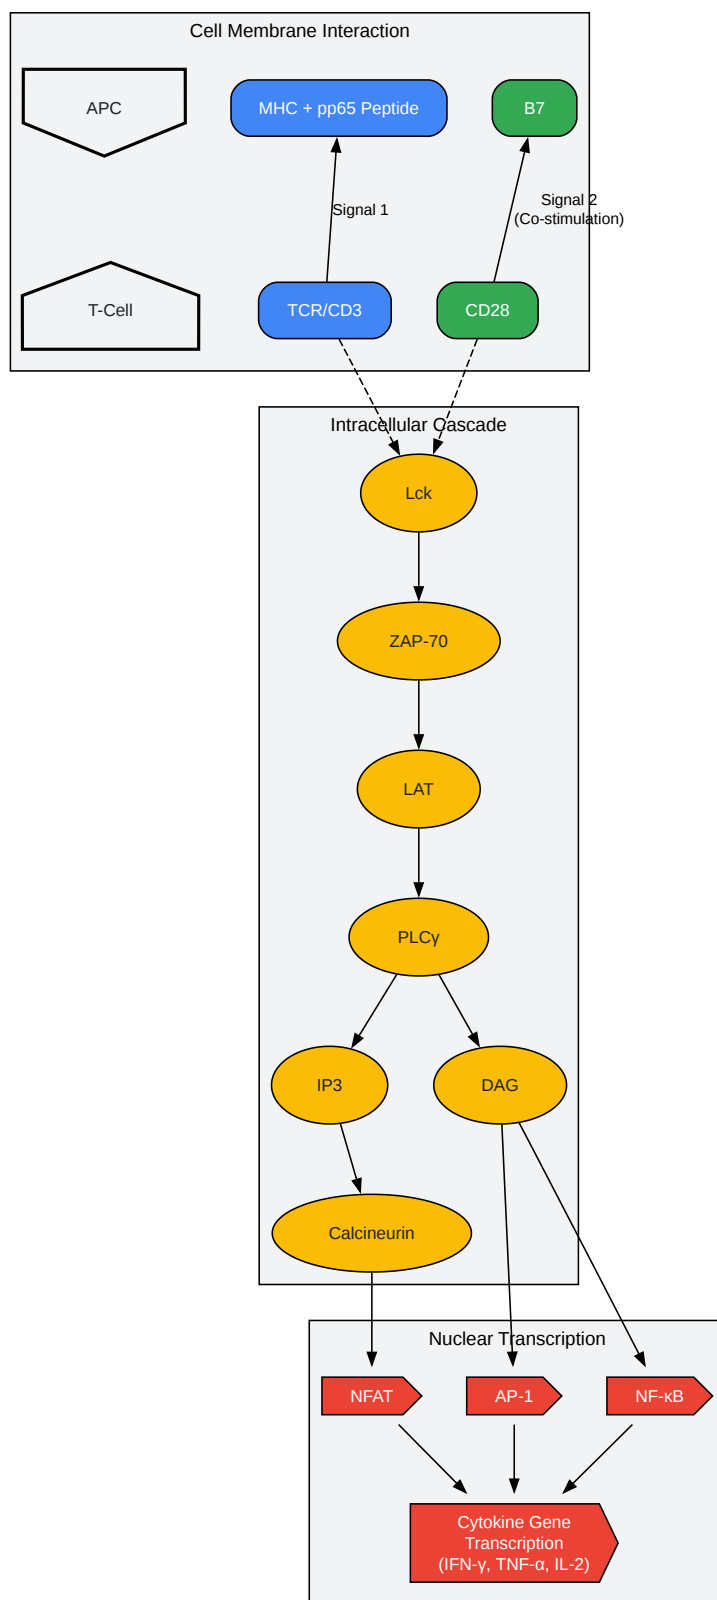 Cell Membrane Interaction
APC
MHC + pp65 Peptide
B7
Signal 1
Signal 2
(Co-stimulation)
T-Cell
TCR/CD3
CD28
Intracellular Cascade
Lck
ZAP-70
LAT
PLCγ
IP3
DAG
Calcineurin
Nuclear Transcription
NFAT
AP-1
NF-κB
Cytokine Gene
Transcription
(IFN-γ, TNF-α, IL-2)